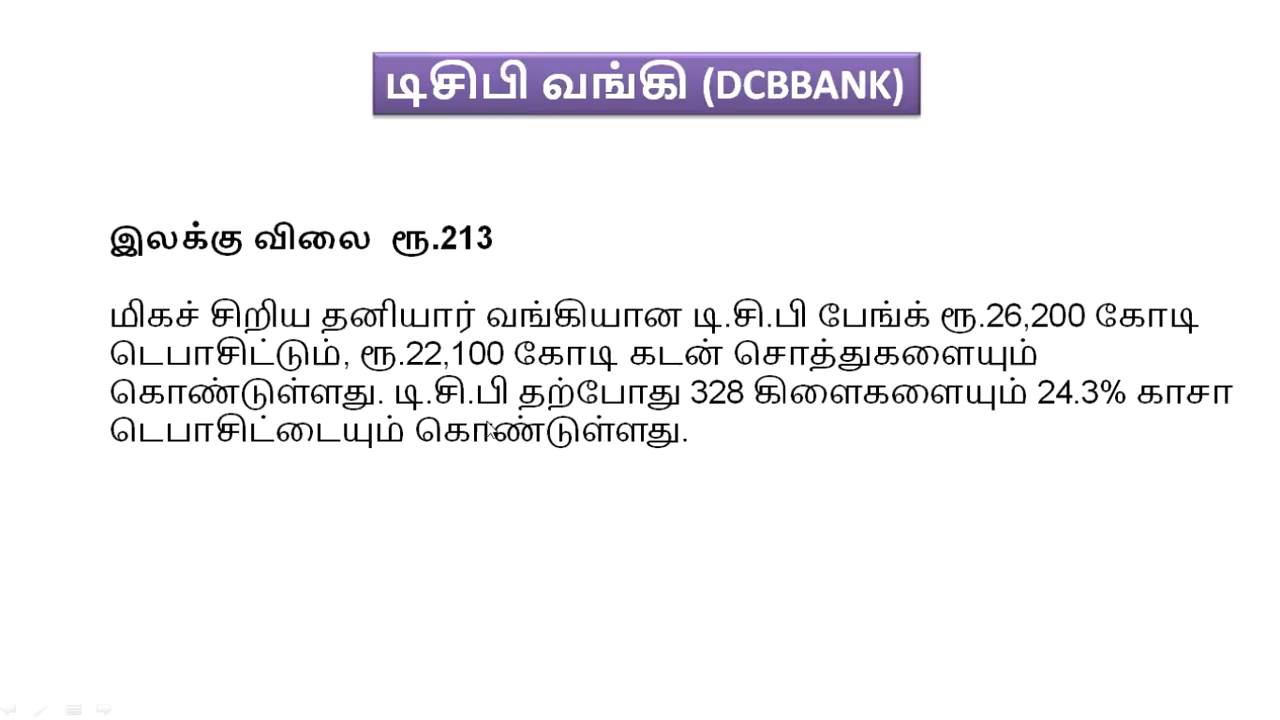 டிசிபி வங்கி (DCBBANK)
இலக்கு விலை ரூ.213
மிகச் சிறிய தனியார் வங்கியான டி.சி.பி பேங்க் ரூ.26,200 கோடி
டெபாசிட்டும், ரூ.22,100 கோடி கடன் சொத்துகளையும்
கொண்டுள்ளது. டி.சி.பி தற்போது 328 கிளைகளையும் 24.3% காசா
டெபாசிட்டையும் கொண்டுள்ளது.